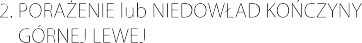 2. PORAŻENIE lub NIEDOWŁAD KOŃCZYNY
GÓRNEJ LEWEJ